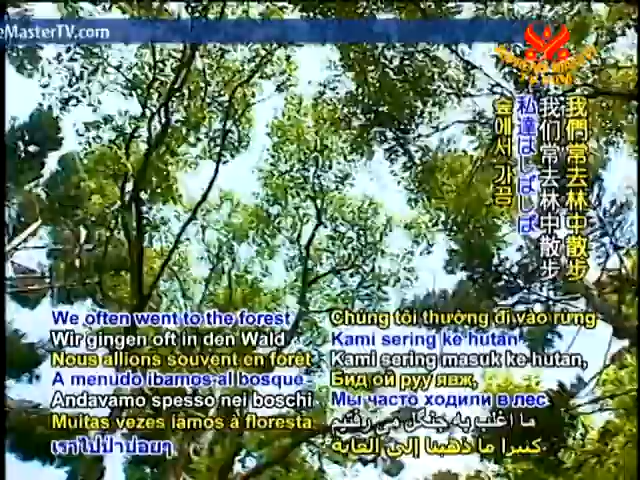 eMasterTV.com
我們常去林中散步
我们常去林中散步
私達はしばしば
숲에서 가끔
We often went to the forest
Wir gingen oft in den Wald
Nous allions souvent en forêt
A menudo íbamos al bosque
Andavamo spesso nei boschi
Muitas vezes íamos à floresta
เราไปป่าบ่อยๆ
Chúng tôi thường đi vào rừng
Kami sering ke hutan
Kami sering masuk ke hutan,
Бид ой руу явж,
Мы часто ходили в лес
ما اغلب به جنگل می رفتیم
كثيرا ما ذهبنا إلى الغابة